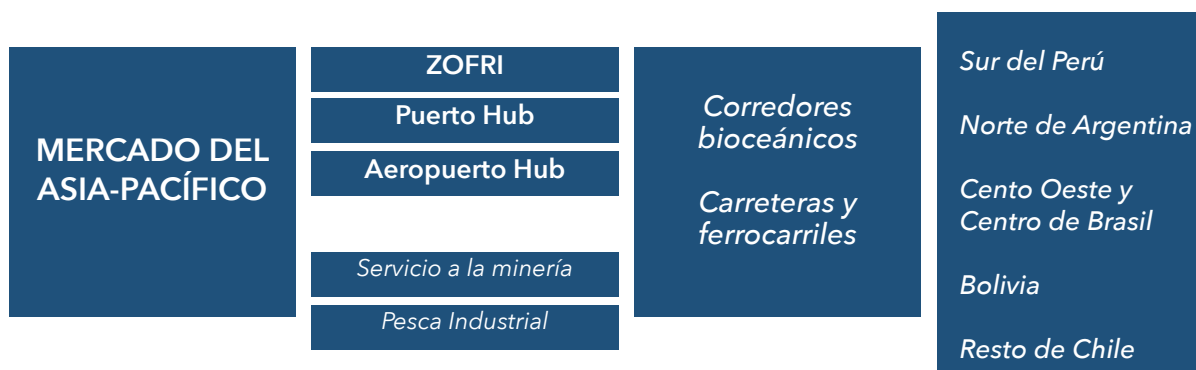 MERCADO DEL
ASIA-PACÍFICO
ZOFRI
Puerto Hub
Aeropuerto Hub
Servicio a la minería
Pesca Industrial
Corredores
bioceánicos
Carreteras y
ferrocarriles
Sur del Perú
Norte de Argentina
Cento Oeste y
Centro de Brasil
Bolivia
Resto de Chile